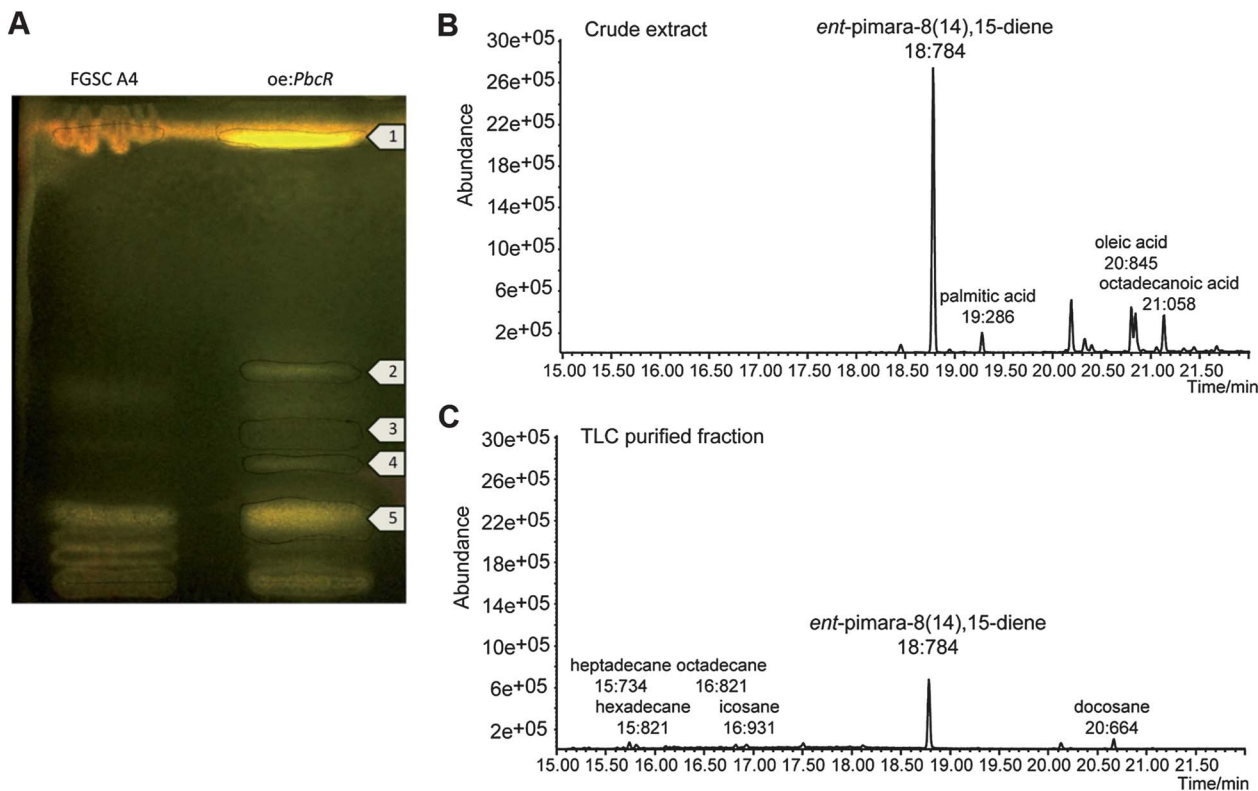 A
FGSC A4
oe:PbcR
1
2
3
4
5
B
Crude extract
ent-pimara-8(14),15-diene
18:784
30e+05
26e+05
22e+05
18e+05
14e+05
10e+05
6e+05
2e+05
Abundance
palmitic acid
19:286
oleic acid
20:845
octadecanoic acid
21:058
15.00 15.50 16.00 16.50 17.00 17.50 18.00 18.50 19.00 19.50 20.00 20.50 21.00 21.50
Time/min
C
TLC purified fraction
30e+05
26e+05
22e+05
18e+05
14e+05
10e+05
6e+05
2e+05
Abundance
ent-pimara-8(14),15-diene
18:784
heptadecane octadecane
15:734 16:821
hexadecane icosane
15:821 16:931
docosane
20:664
15.00 15.50 16.00 16.50 17.00 17.50 18.00 18.50 19.00 19.50 20.00 20.50 21.00 21.50
Time/min